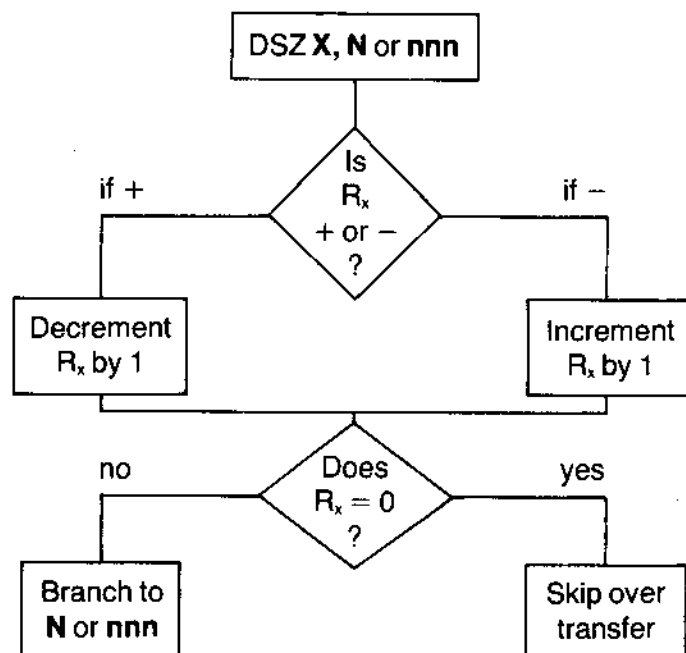 DSZ X, N or nnn
Is
Rₓ
+ or −
?
if +
if −
Decrement
Rₓ by 1
Increment
Rₓ by 1
Does
Rₓ = 0
?
no
yes
Branch to
N or nnn
Skip over
transfer